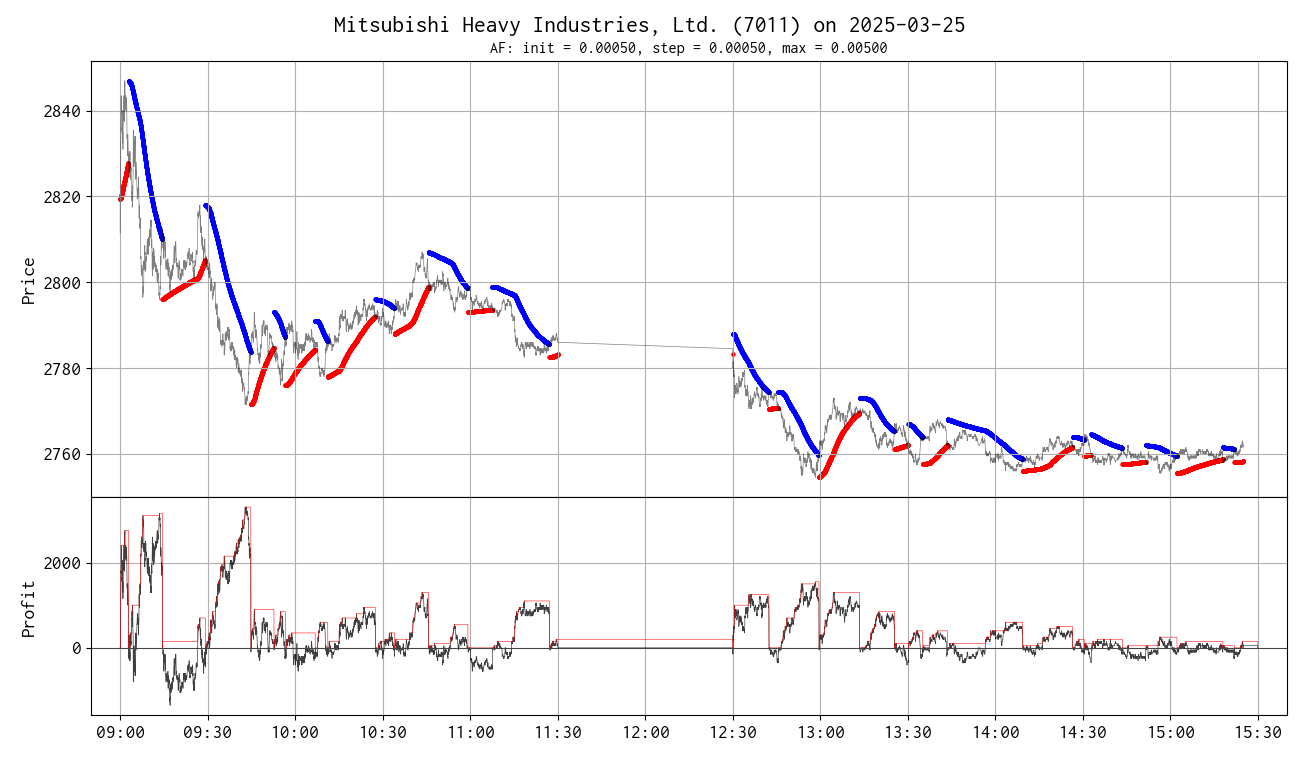 Mitsubishi Heavy Industries, Ltd. (7011) on 2025-03-25
AF: init = 0.00050, step = 0.00050, max = 0.00500
Price
2840
2820
2800
2780
2760
Profit
2000
0
09:00 09:30 10:00 10:30 11:00 11:30 12:00 12:30 13:00 13:30 14:00 14:30 15:00 15:30